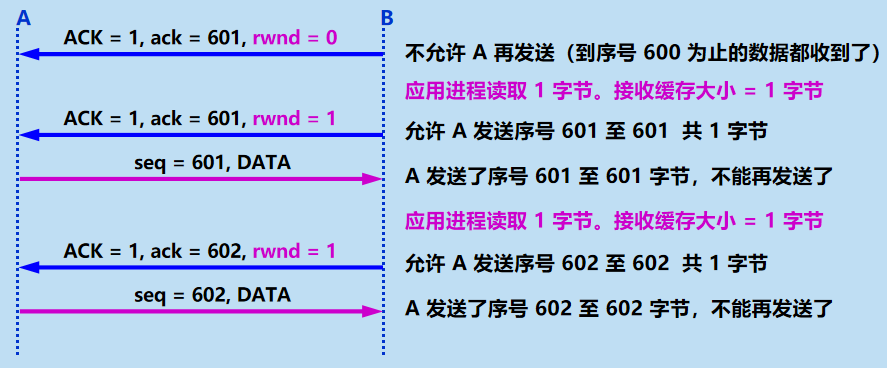 A B
ACK = 1, ack = 601, rwnd = 0
不允许 A 再发送（到序号 600 为止的数据都收到了）
应用进程读取 1 字节。接收缓存大小 = 1 字节
ACK = 1, ack = 601, rwnd = 1
允许 A 发送序号 601 至 601 共 1 字节
seq = 601, DATA
A 发送了序号 601 至 601 字节，不能再发送了
应用进程读取 1 字节。接收缓存大小 = 1 字节
ACK = 1, ack = 602, rwnd = 1
允许 A 发送序号 602 至 602 共 1 字节
seq = 602, DATA
A 发送了序号 602 至 602 字节，不能再发送了